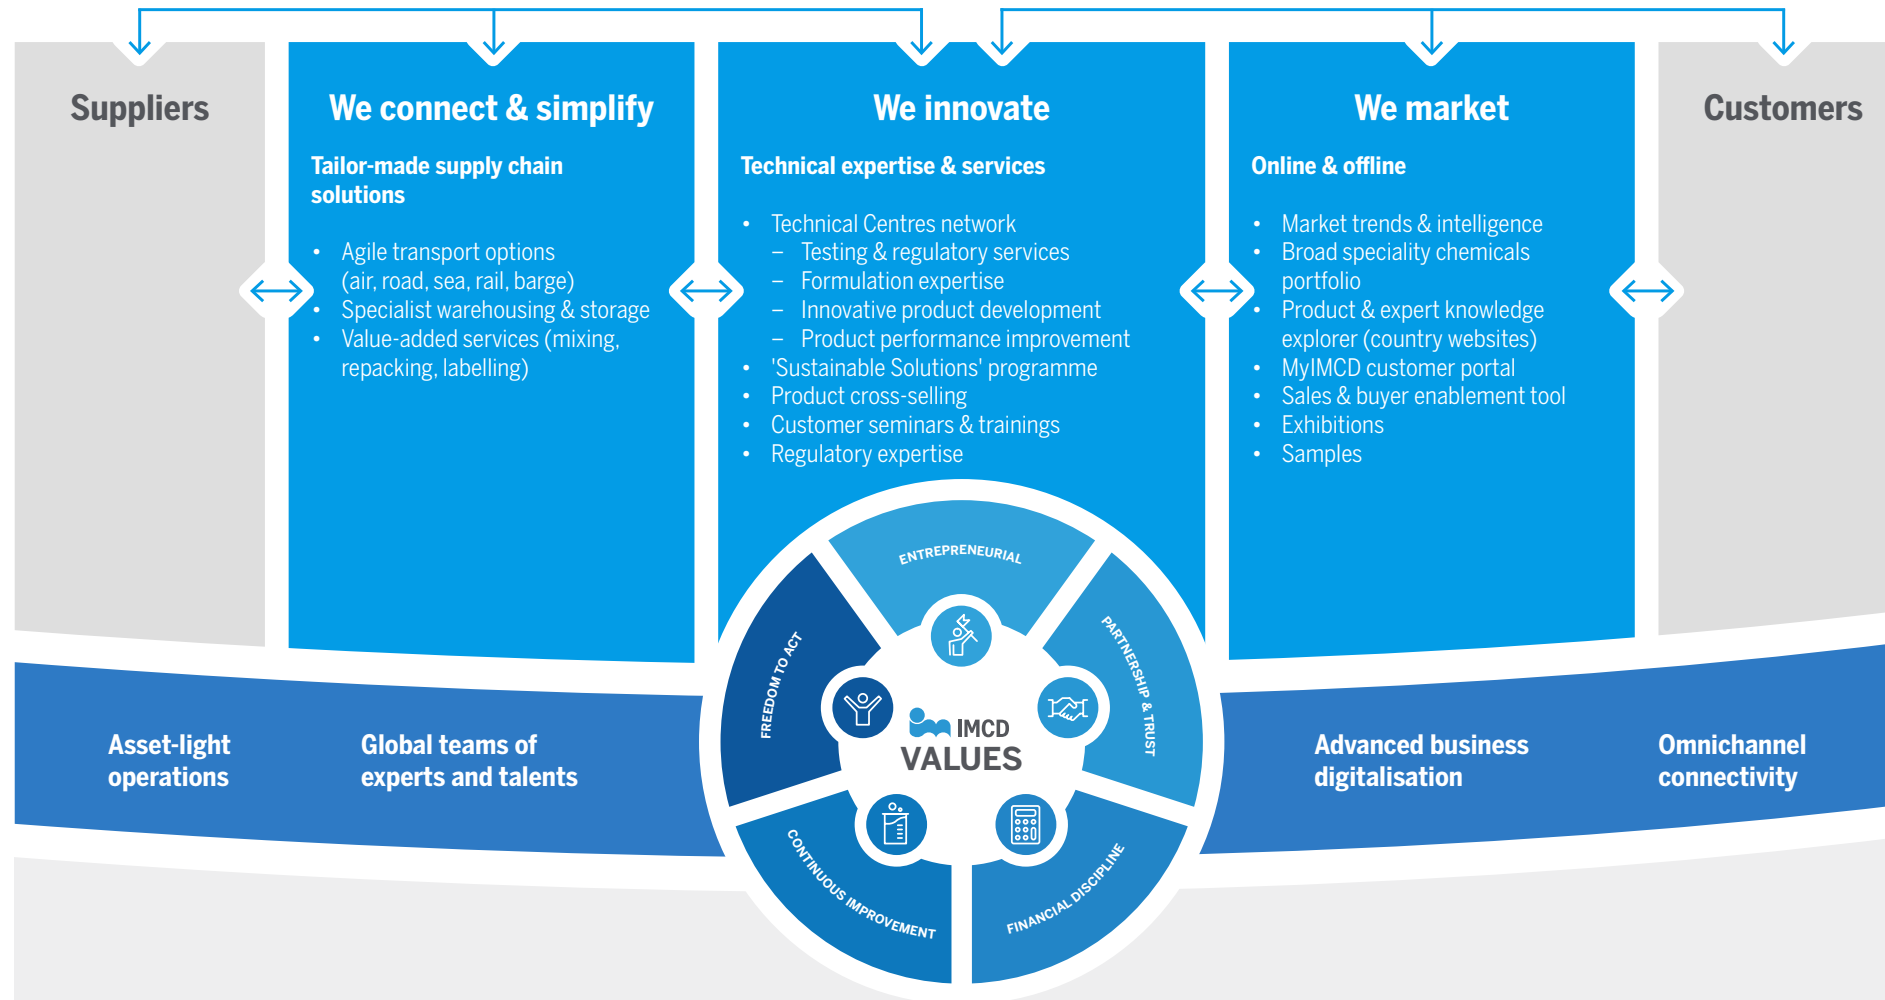 Suppliers
We connect & simplify
Tailor-made supply chain
solutions
• Agile transport options
(air, road, sea, rail, barge)
• Specialist warehousing & storage
• Value-added services (mixing,
repacking, labelling)
We innovate
Technical expertise & services
• Technical Centres network
– Testing & regulatory services
– Formulation expertise
– Innovative product development
– Product performance improvement
• 'Sustainable Solutions' programme
• Product cross-selling
• Customer seminars & trainings
• Regulatory expertise
We market
Online & offline
• Market trends & intelligence
• Broad speciality chemicals
portfolio
• Product & expert knowledge
explorer (country websites)
• MyIMCD customer portal
• Sales & buyer enablement tool
• Exhibitions
• Samples
Customers
ENTREPRENEURIAL
PARTNERSHIP & TRUST
FINANCIAL DISCIPLINE
CONTINUOUS IMPROVEMENT
FREEDOM TO ACT
IMCD
VALUES
Asset-light
operations
Global teams of
experts and talents
Advanced business
digitalisation
Omnichannel
connectivity